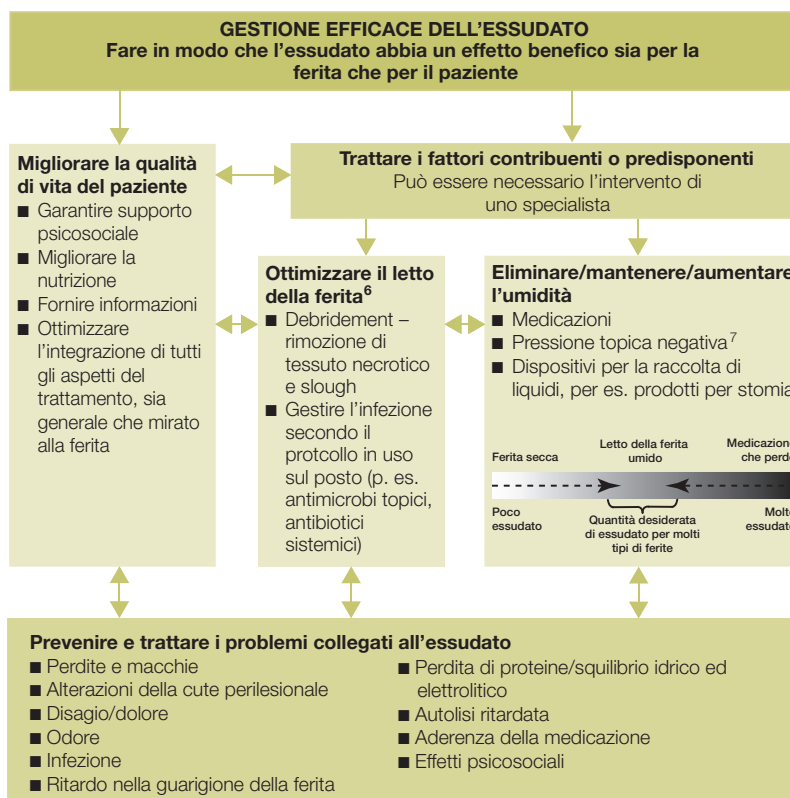 GESTIONE EFFICACE DELL'ESSUDATO
Fare in modo che l'essudato abbia un effetto benefico sia per la
ferita che per il paziente
Migliorare la qualità
di vita del paziente
■ Garantire supporto
psicosociale
■ Migliorare la
nutrizione
■ Fornire informazioni
■ Ottimizzare
l'integrazione di tutti
gli aspetti del
trattamento, sia
generale che mirato
alla ferita
Trattare i fattori contribuenti o predisponenti
Può essere necessario l'intervento di
uno specialista
Ottimizzare il letto
della ferita6
■ Debridement –
rimozione di
tessuto necrotico
e slough
■ Gestire l'infezione
secondo il
protcollo in uso
sul posto (p. es.
antimicrobi topici,
antibiotici
sistemici)
Eliminare/mantenere/aumentare
l'umidità
■ Medicazioni
■ Pressione topica negativa7
■ Dispositivi per la raccolta di
liquidi, per es. prodotti per stomia
Ferita secca
Letto della ferita
umido
Medicazione
che perde
Poco
essudato
Quantità desiderata
di essudato per molti
tipi di ferite
Molto
essudato
Prevenire e trattare i problemi collegati all'essudato
■ Perdite e macchie
■ Alterazioni della cute perilesionale
■ Disagio/dolore
■ Odore
■ Infezione
■ Ritardo nella guarigione della ferita
■ Perdita di proteine/squilibrio idrico ed
elettrolitico
■ Autolisi ritardata
■ Aderenza della medicazione
■ Effetti psicosociali